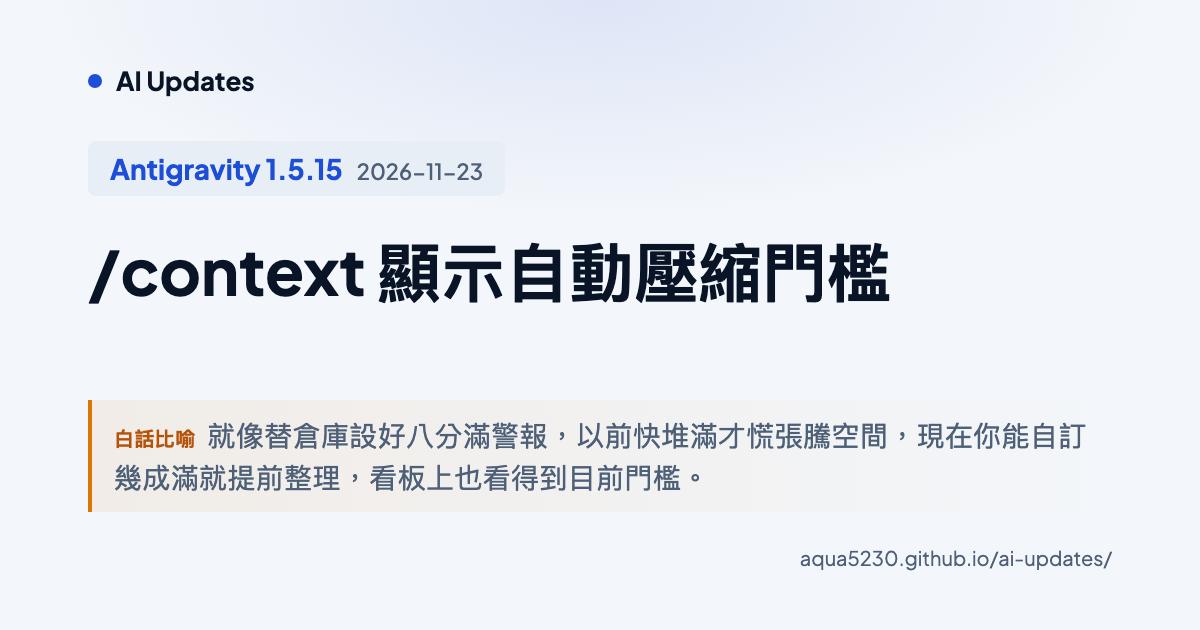 AI Updates
Antigravity 1.5.15 2026-11-23
/context 顯示自動壓縮門檻
白話比喻 就像替倉庫設好八分滿警報，以前快堆滿才慌張騰空間，現在你能自訂
幾成滿就提前整理，看板上也看得到目前門檻。
aqua5230.github.io/ai-updates/